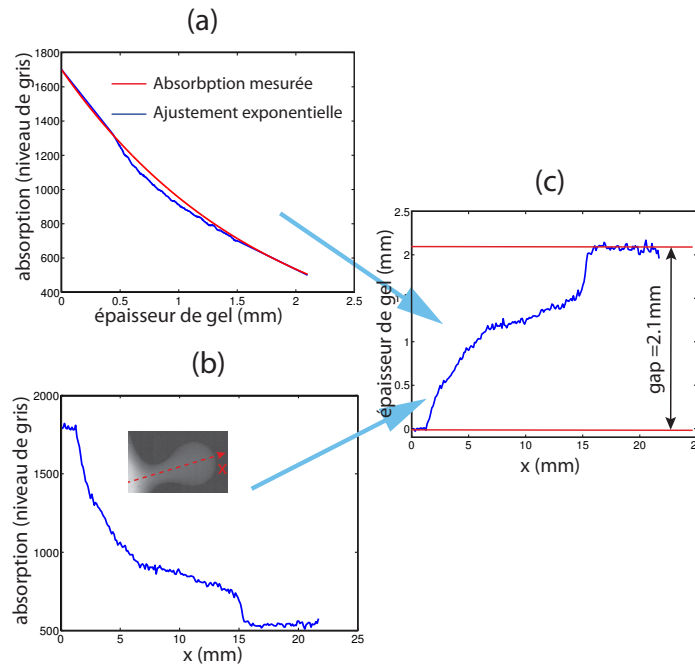 (a)
1800
1600
1400
1200
1000
800
600
400
0
0.5
1
1.5
2
2.5
absorption (niveau de gris)
épaisseur de gel (mm)
Absorbption mesurée
Ajustement exponentielle
(b)
2000
1500
1000
500
0
5
10
15
20
25
absorption (niveau de gris)
x (mm)
X
(c)
2.5
2
1
0.5
0
0
5
10
15
20
25
épaisseur de gel (mm)
x (mm)
gap =2.1mm